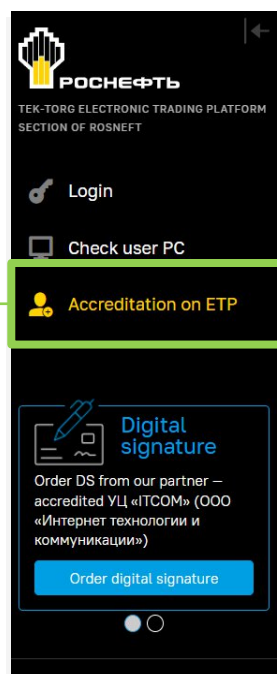 РОСНЕФТЬ
TEK-TORG ELECTRONIC TRADING PLATFORM
SECTION OF ROSNEFT
Login
Check user PC
Accreditation on ETP
Digital
signature
Order DS from our partner –
accredited УЦ «ITCOM» (ООО
«Интернет технологии и
коммуникации»)
Order digital signature